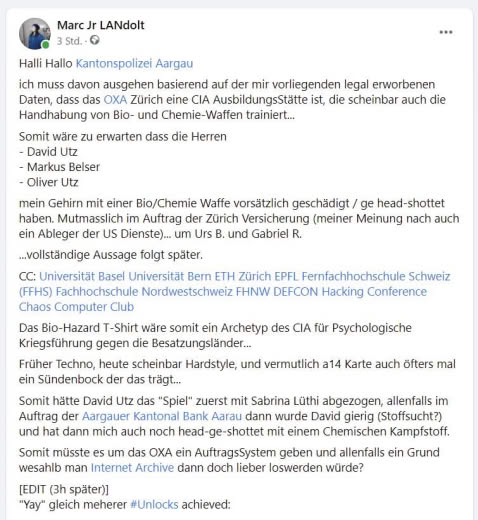 Marc Jr LANdolt
3 Std. ·
Halli Hallo Kantonspolizei Aargau
ich muss davon ausgehen basierend auf der mir vorliegenden legal erworbenen
Daten, dass das OXA Zürich eine CIA AusbildungsStätte ist, die scheinbar auch die
Handhabung von Bio- und Chemie-Waffen trainiert...
Somit wäre zu erwarten dass die Herren
- David Utz
- Markus Belser
- Oliver Utz
mein Gehirn mit einer Bio/Chemie Waffe vorsätzlich geschädigt / ge head-shottet
haben. Mutmasslich im Auftrag der Zürich Versicherung (meiner Meinung nach auch
ein Ableger der US Dienste)... um Urs B. und Gabriel R.
...vollständige Aussage folgt später.
CC: Universität Basel Universität Bern ETH Zürich EPFL Fernfachhochschule Schweiz
(FFHS) Fachhochschule Nordwestschweiz FHNW DEFCON Hacking Conference
Chaos Computer Club
Das Bio-Hazard T-Shirt wäre somit ein Archetyp des CIA für Psychologische
Kriegsführung gegen die Besatzungsländer...
Früher Techno, heute scheinbar Hardstyle, und vermutlich a14 Karte auch öfters mal
ein Sündenbock der das trägt...
Somit hätte David Utz das "Spiel" zuerst mit Sabrina Lüthi abgezogen, allenfalls im
Auftrag der Aargauer Kantonal Bank Aarau dann wurde David gierig (Stoffsucht?)
und hat dann mich auch noch head-ge-shottet mit einem Chemischen Kampfstoff.
Somit müsste es um das OXA ein AuftragsSystem geben und allenfalls ein Grund
wesahlb man Internet Archive dann doch lieber loswerden würde?
[EDIT (3h später)]
"Yay" gleich meherer #Unlocks achieved: